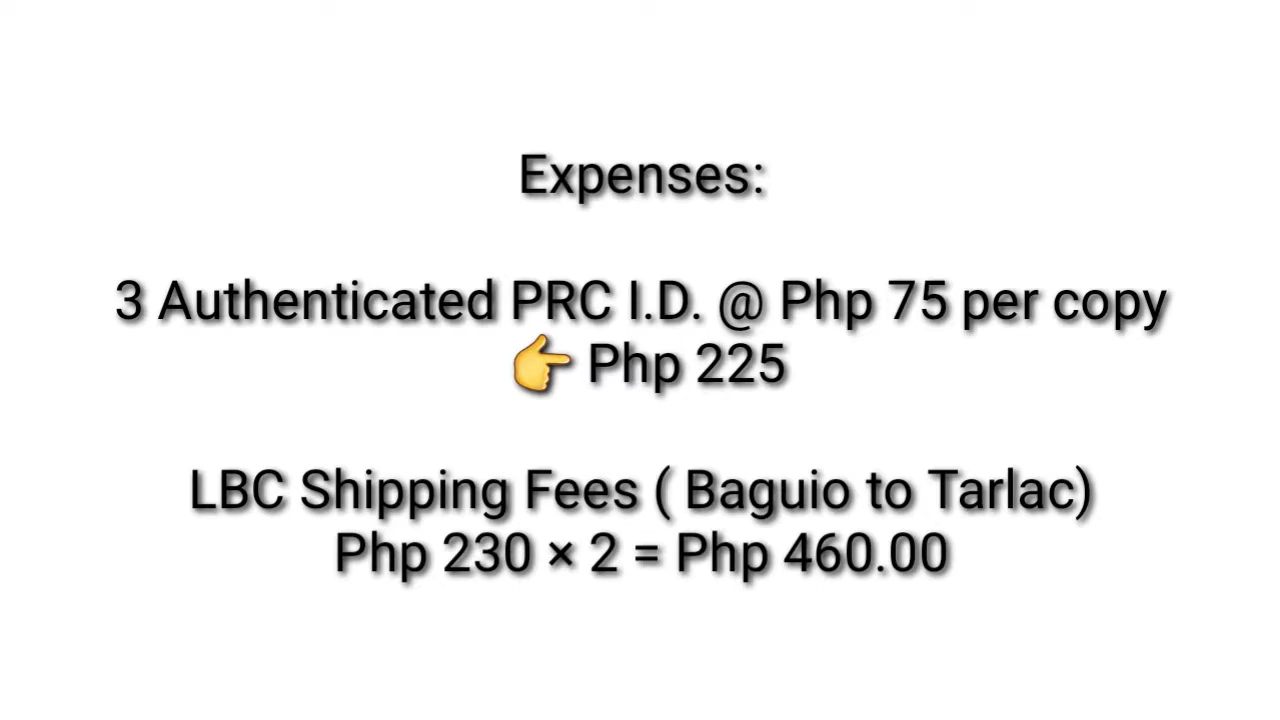 Expenses:
3 Authenticated PRC I.D. @ Php 75 per copy
👉 Php 225
LBC Shipping Fees ( Baguio to Tarlac)
Php 230 × 2 = Php 460.00